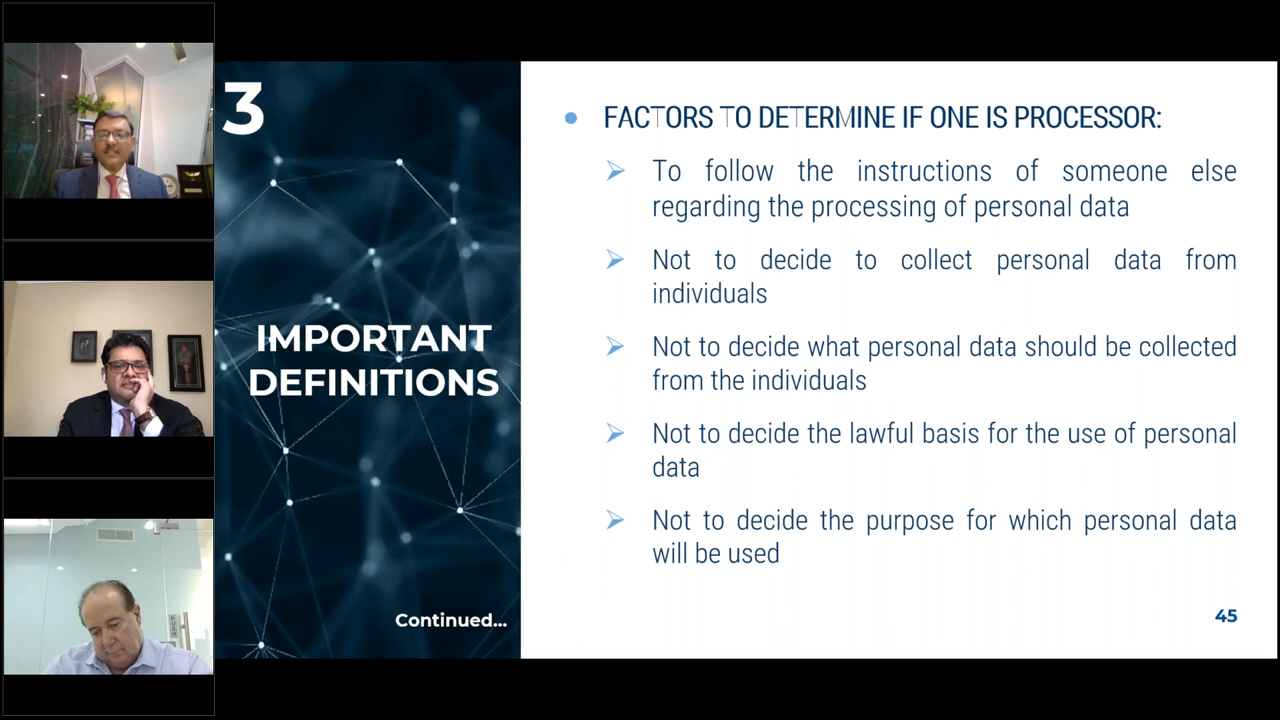 3
IMPORTANT
DEFINITIONS
Continued...
• FACTORS TO DETERMINE IF ONE IS PROCESSOR:
➢ To follow the instructions of someone else
regarding the processing of personal data
➢ Not to decide to collect personal data from
individuals
➢ Not to decide what personal data should be collected
from the individuals
➢ Not to decide the lawful basis for the use of personal
data
➢ Not to decide the purpose for which personal data
will be used
45